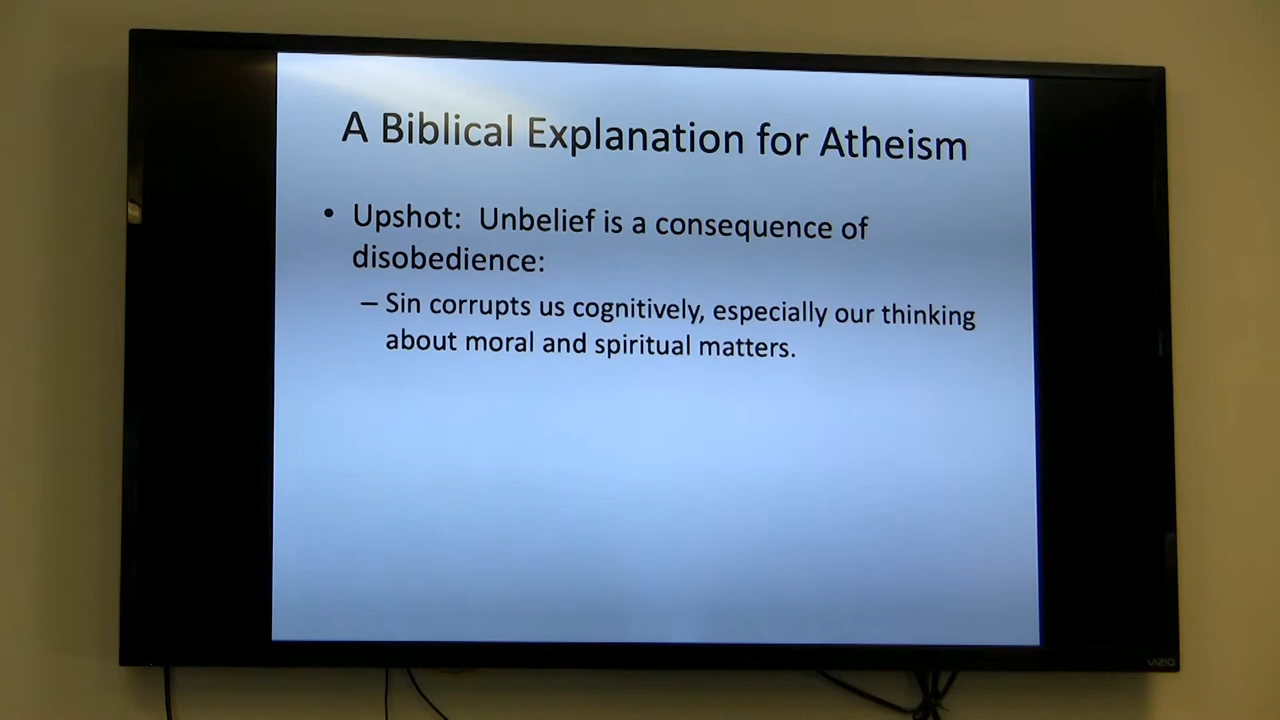 A Biblical Explanation for Atheism
• Upshot: Unbelief is a consequence of
disobedience:
– Sin corrupts us cognitively, especially our thinking
about moral and spiritual matters.
VIZIO